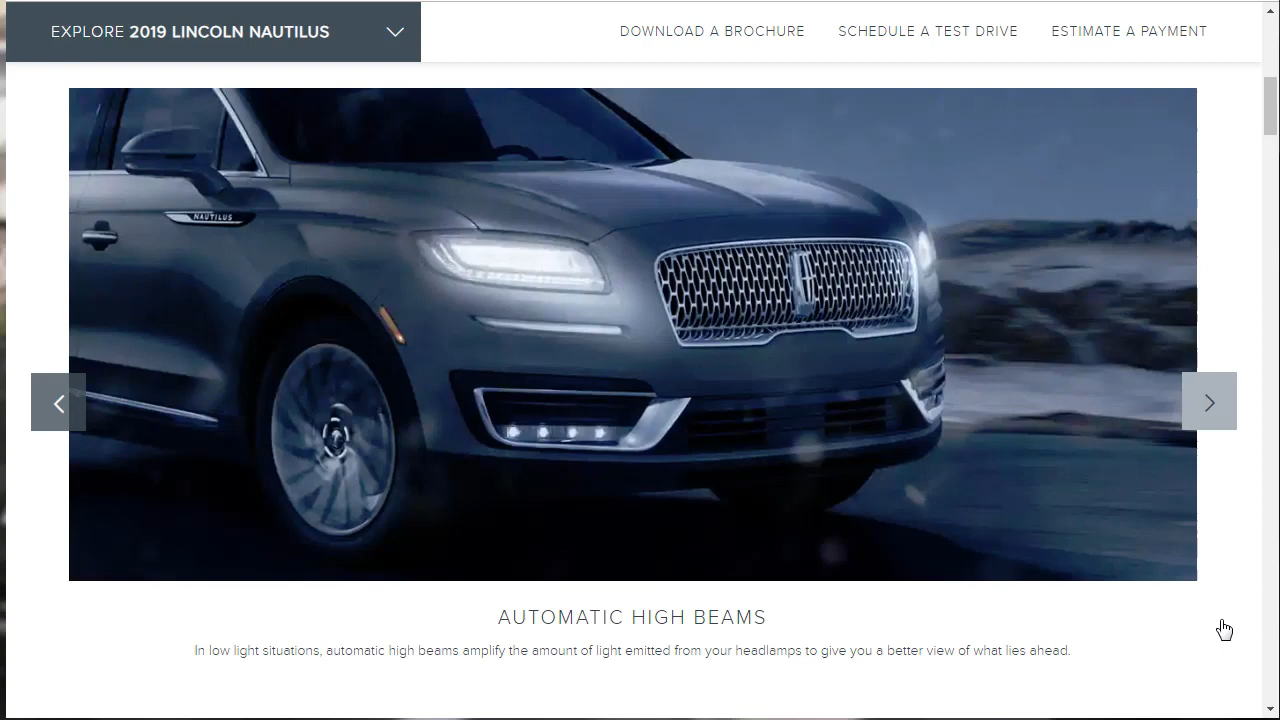 EXPLORE 2019 LINCOLN NAUTILUS
DOWNLOAD A BROCHURE
SCHEDULE A TEST DRIVE
ESTIMATE A PAYMENT
NAUTILUS
AUTOMATIC HIGH BEAMS
In low light situations, automatic high beams amplify the amount of light emitted from your headlamps to give you a better view of what lies ahead.